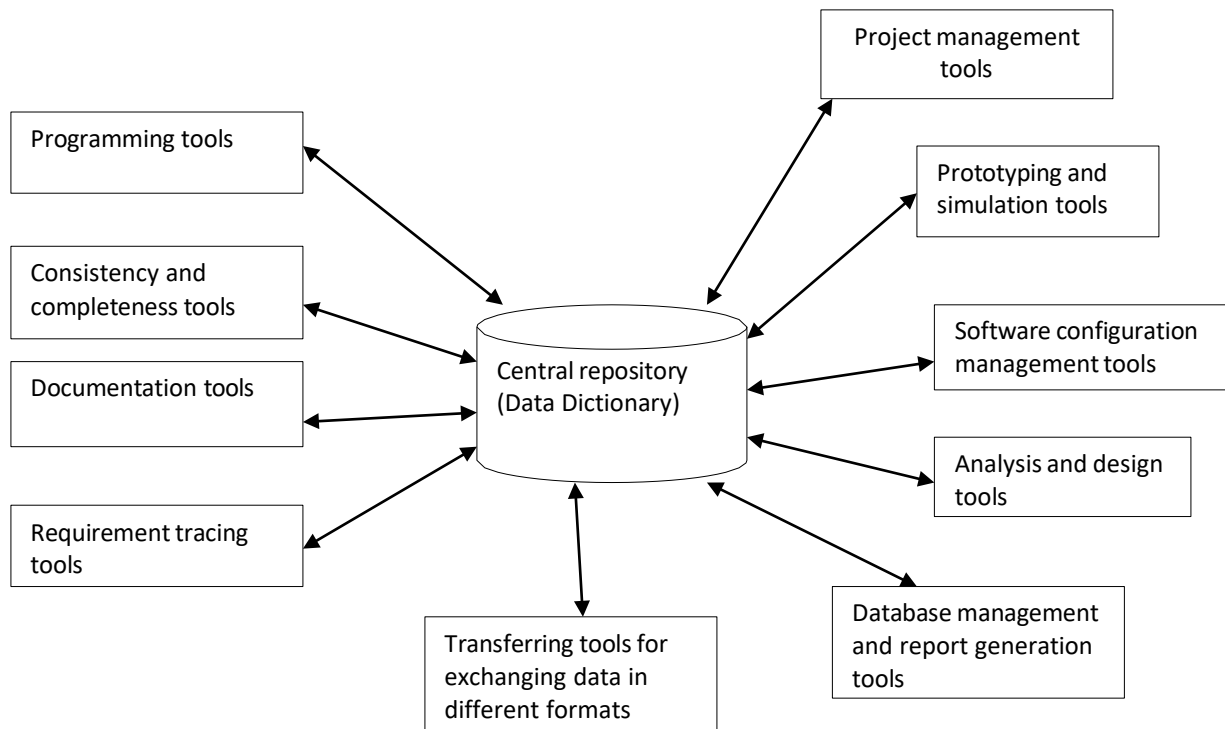 Project management
tools
Programming tools
Prototyping and
simulation tools
Consistency and
completeness tools
Software configuration
management tools
Central repository
(Data Dictionary)
Documentation tools
Analysis and design
tools
Requirement tracing
tools
Database management
and report generation
tools
Transferring tools for
exchanging data in
different formats